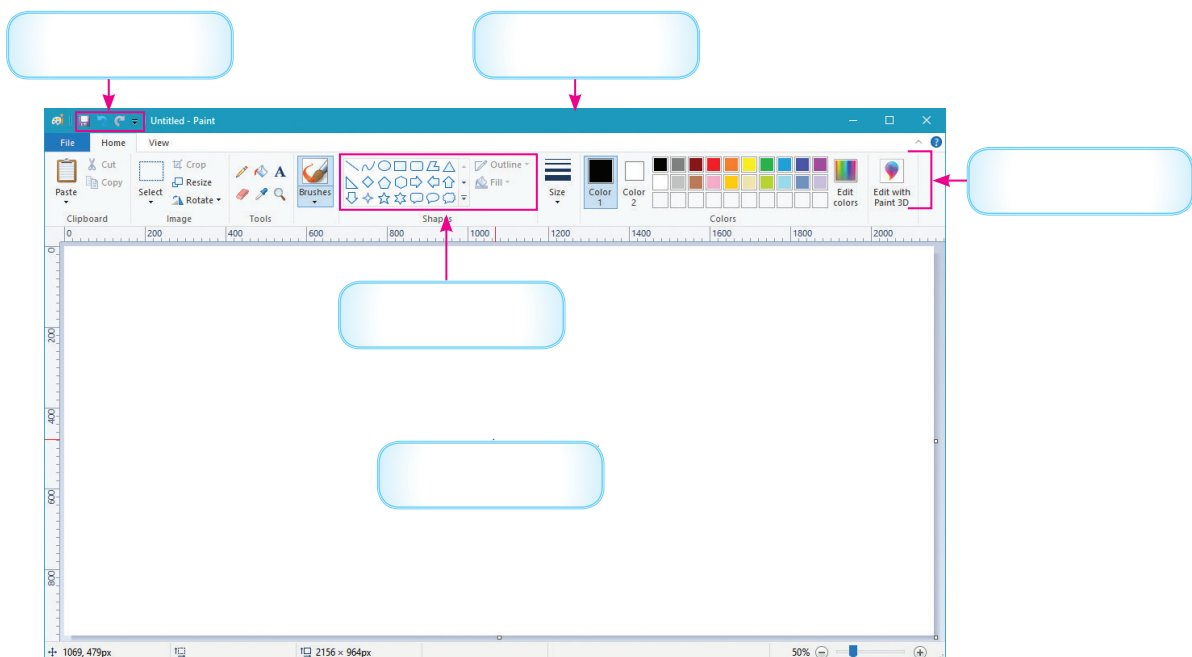 Untitled - Paint
File Home View
Paste
Cut
Copy
Clipboard
Select
Crop
Resize
Rotate
Image
A
Tools
Brushes
Outline
Fill
Shapes
Size
Color
1
Color
2
Edit
colors
Colors
Edit with
Paint 3D
0 200 400 600 800 1000 1200 1400 1600 1800 2000
0
200
400
600
800
1069, 479px
2156 × 964px
50%